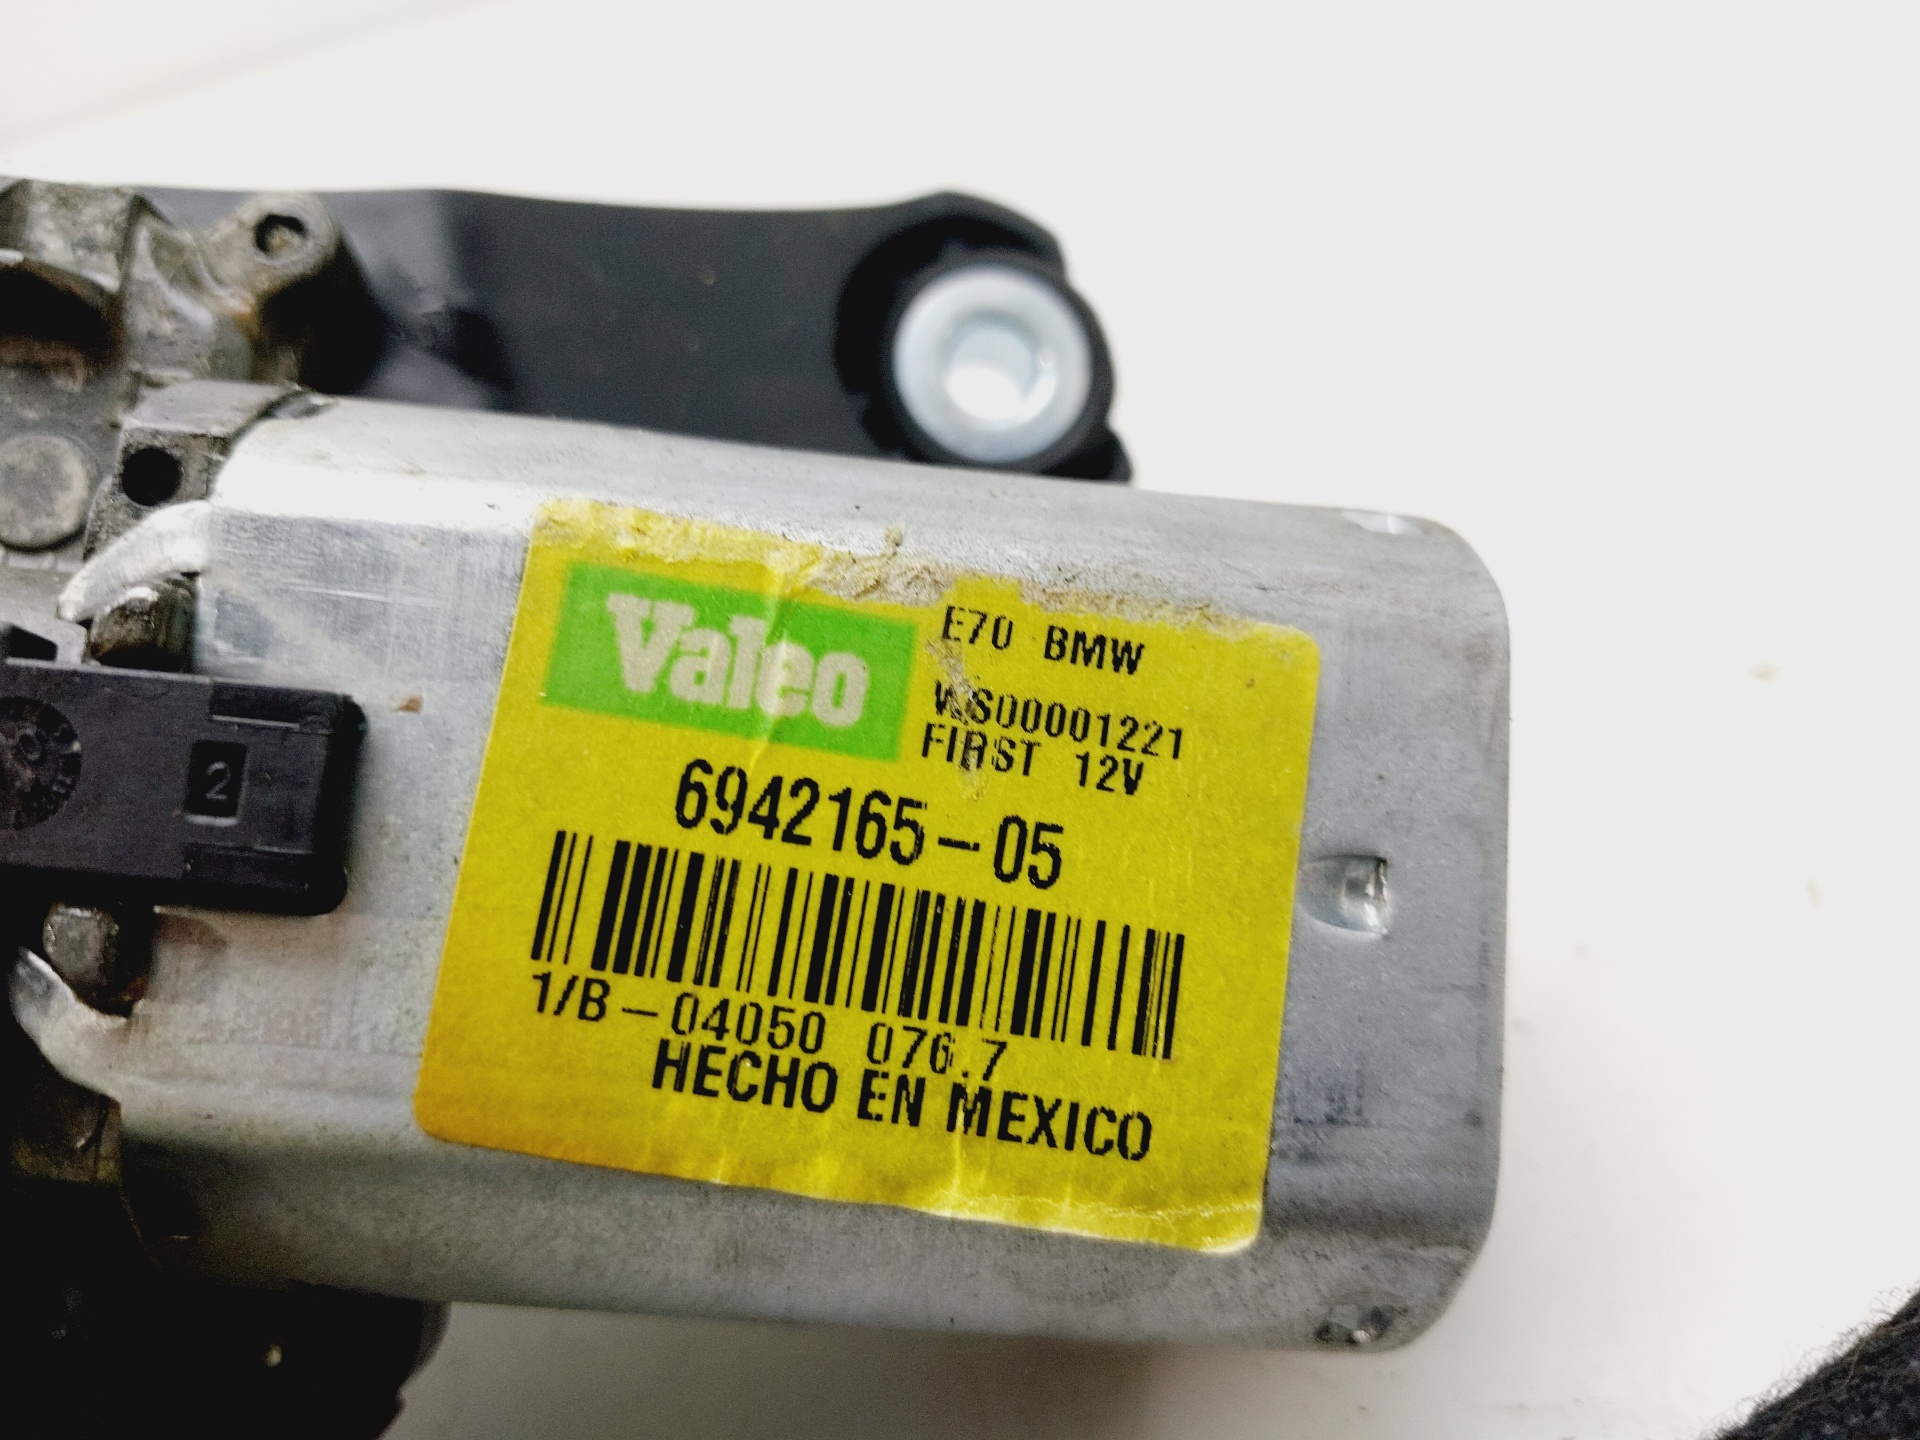 Valeo
E70 BMW
WS00001221
FIRST 12V
6942165-05
1/B-04050 076.7
HECHO EN MEXICO
2